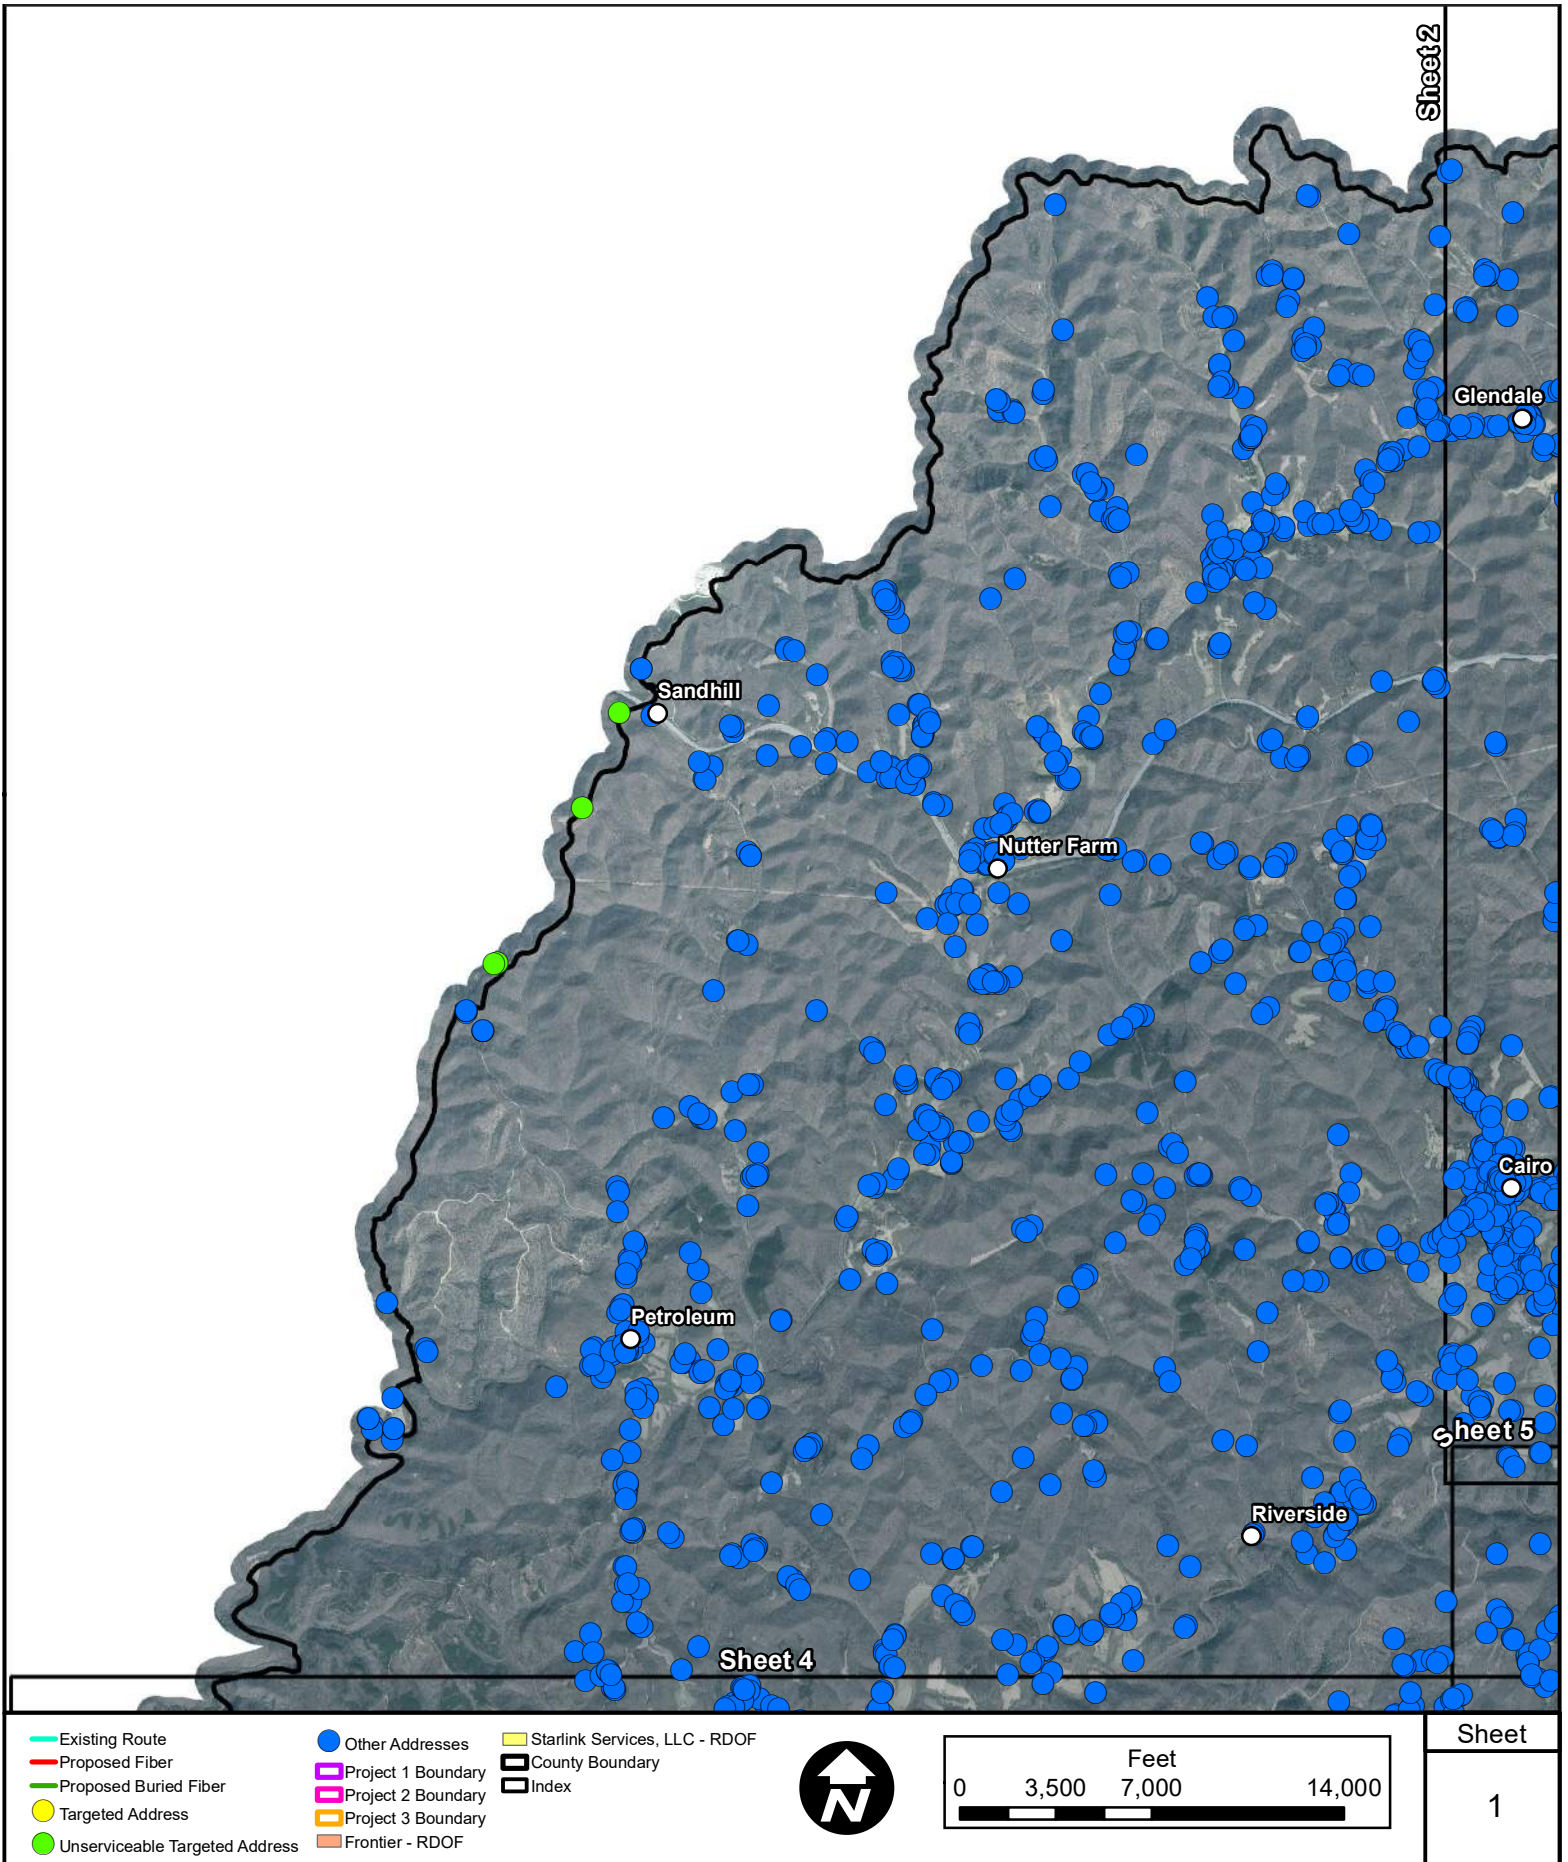 Sheet 2
Glendale
Sandhill
Nutter Farm
Cairo
Petroleum
Sheet 5
Riverside
Sheet 4
Existing Route
Proposed Fiber
Proposed Buried Fiber
Targeted Address
Unserviceable Targeted Address
Other Addresses
Project 1 Boundary
Project 2 Boundary
Project 3 Boundary
Frontier - RDOF
Starlink Services, LLC - RDOF
County Boundary
Index
N
Feet
0 3,500 7,000 14,000
Sheet
1